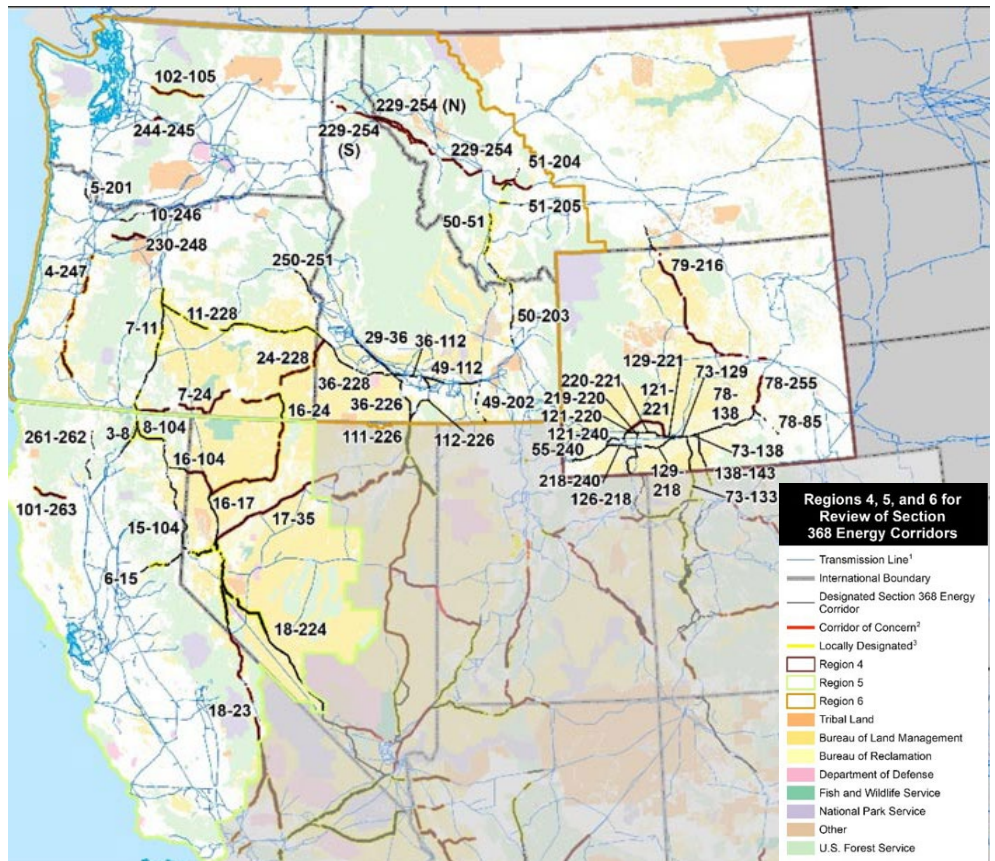 102-105
229-254 (N)
244-245
229-254
(S)
229-254
51-204
5-201
51-205
10-246
50-51
230-248
250-251
4-247
79-216
11-228
50-203
7-11
29-36
36-112
129-221
73-129
24-228
49-112
220-221
78-255
36-228
219-220
121-
221
78-
138
7-24
36-226
49-202
16-24
121-220
78-85
261-262
3-8
8-104
111-226
112-226
121-240
55-240
73-138
16-104
218-240
129-
218
138-143
126-218
73-133
101-263
16-17
17-35
15-104
6-15
18-224
18-23
Regions 4, 5, and 6 for
Review of Section
368 Energy Corridors
Transmission Line1
International Boundary
Designated Section 368 Energy
Corridor
Corridor of Concern2
Locally Designated3
Region 4
Region 5
Region 6
Tribal Land
Bureau of Land Management
Bureau of Reclamation
Department of Defense
Fish and Wildlife Service
National Park Service
Other
U.S. Forest Service